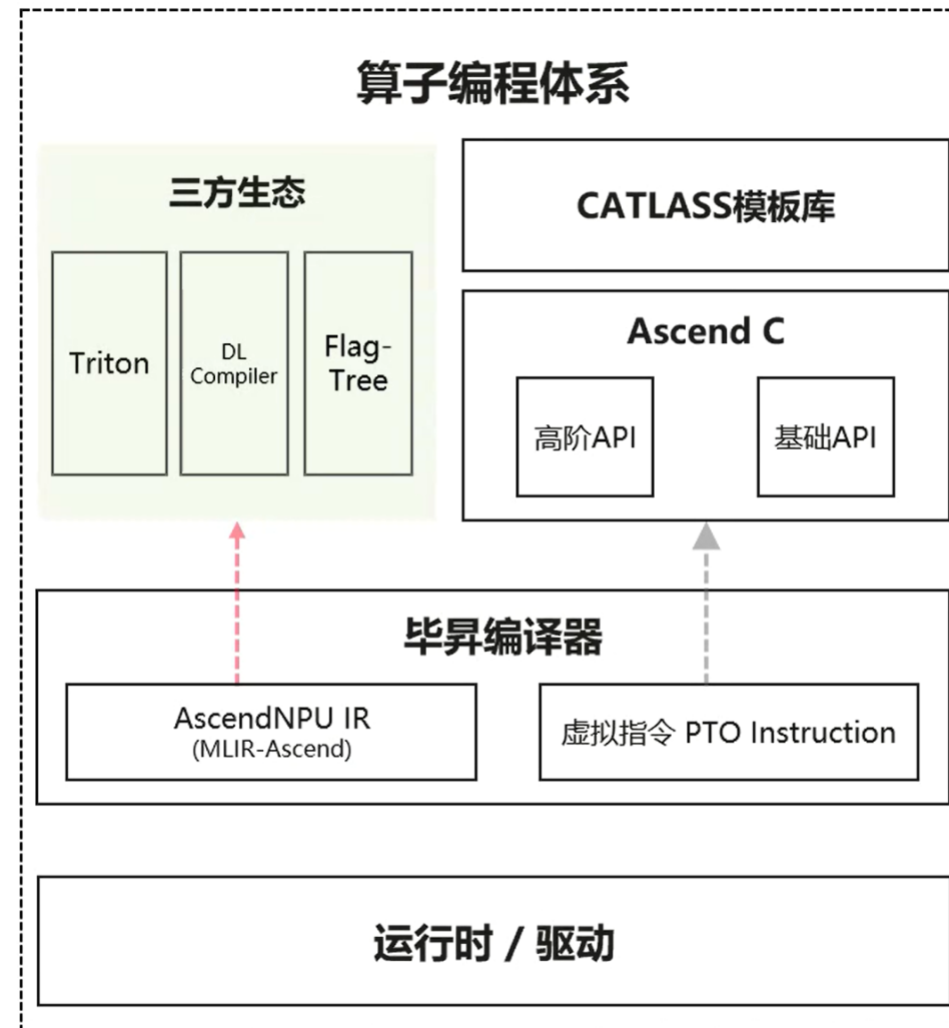 算子编程体系
三方生态
Triton
DL
Compiler
Flag-
Tree
CATLASS模板库
Ascend C
高阶API
基础API
毕昇编译器
AscendNPU IR
(MLIR-Ascend)
虚拟指令 PTO Instruction
运行时 / 驱动